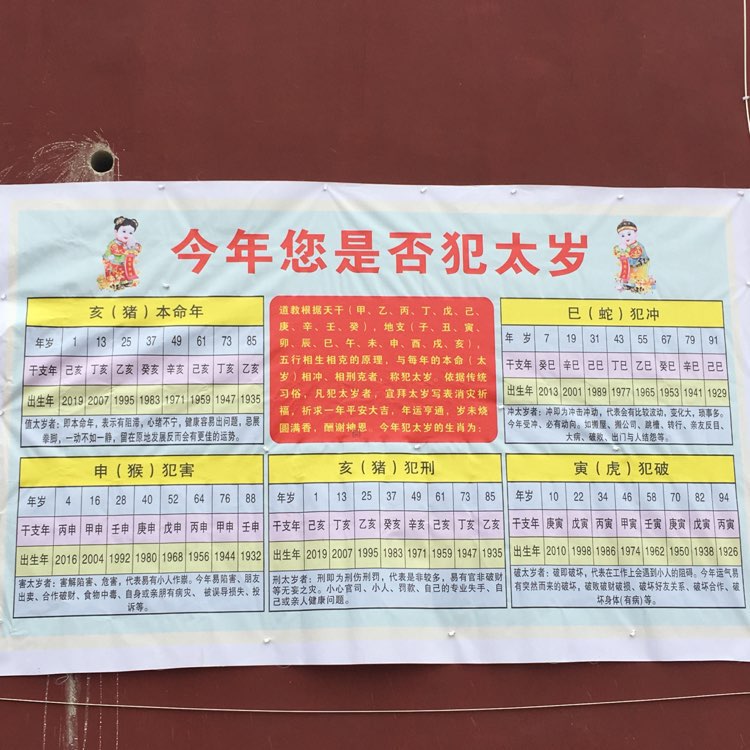 今年您是否犯太岁
亥（猪）本命年
年岁 1 13 25 37 49 61 73 85
干支年 己亥 丁亥 乙亥 癸亥 辛亥 己亥 丁亥 乙亥
出生年 2019 2007 1995 1983 1971 1959 1947 1935
值太岁者：即本命年，表示有阻滞，心绪不宁，健康容易出问题，忌展
拳脚，一动不如一静，留在原地发展反而会有更佳的运势。
道教根据天干（甲、乙、丙、丁、戊、己、
庚、辛、壬、癸），地支（子、丑、寅、
卯、辰、巳、午、未、申、酉、戌、亥），
五行相生相克的原理，与每年的本命（太
岁）相冲、相刑克者，称犯太岁。依据传统
习俗，凡犯太岁者，宜拜太岁写表消灾祈
福，祈求一年平安大吉，年运亨通，岁末烧
圆满香，酬谢神恩。今年犯太岁的生肖为：
巳（蛇）犯冲
年 岁 7 19 31 43 55 67 79 91
干支年 癸巳 辛巳 己巳 丁巳 乙巳 癸巳 辛巳 己巳
出生年 2013 2001 1989 1977 1965 1953 1941 1929
冲太岁者：冲即为冲击冲动，代表会有比较波动，变化大，琐事多。
今年受冲、必有动向。如搬屋、搬公司、跳槽、转行、亲友反目、
大病、破财、出门与人结怨等。
申（猴）犯害
年岁 4 16 28 40 52 64 76 88
干支年 丙申 甲申 壬申 庚申 戊申 丙申 甲申 壬申
出生年 2016 2004 1992 1980 1968 1956 1944 1932
害太岁者：害解陷害、危害，代表易有小人作祟。今年易陷害、朋友
出卖、合作破财、食物中毒、自身或亲朋有病灾、 被误导损失、投
诉等。
亥（猪）犯刑
年岁 1 13 25 37 49 61 73 85
干支年 己亥 丁亥 乙亥 癸亥 辛亥 己亥 丁亥 乙亥
出生年 2019 2007 1995 1983 1971 1959 1947 1935
刑太岁者：刑即为刑伤刑罚，代表是非较多，易有官非破财
等无妄之灾。小心官司、小人、罚款、自己的专业失手、自
己或亲人健康问题。
寅（虎）犯破
年岁 10 22 34 46 58 70 82 94
干支年 庚寅 戊寅 丙寅 甲寅 壬寅 庚寅 戊寅 丙寅
出生年 2010 1998 1986 1974 1962 1950 1938 1926
破太岁者：破即破坏，代表在工作上会遇到小人的阻碍。今年运气易
有突然而来的破坏，破败破财破损、破坏好友关系、破坏合作、破
坏身体(有病)等。